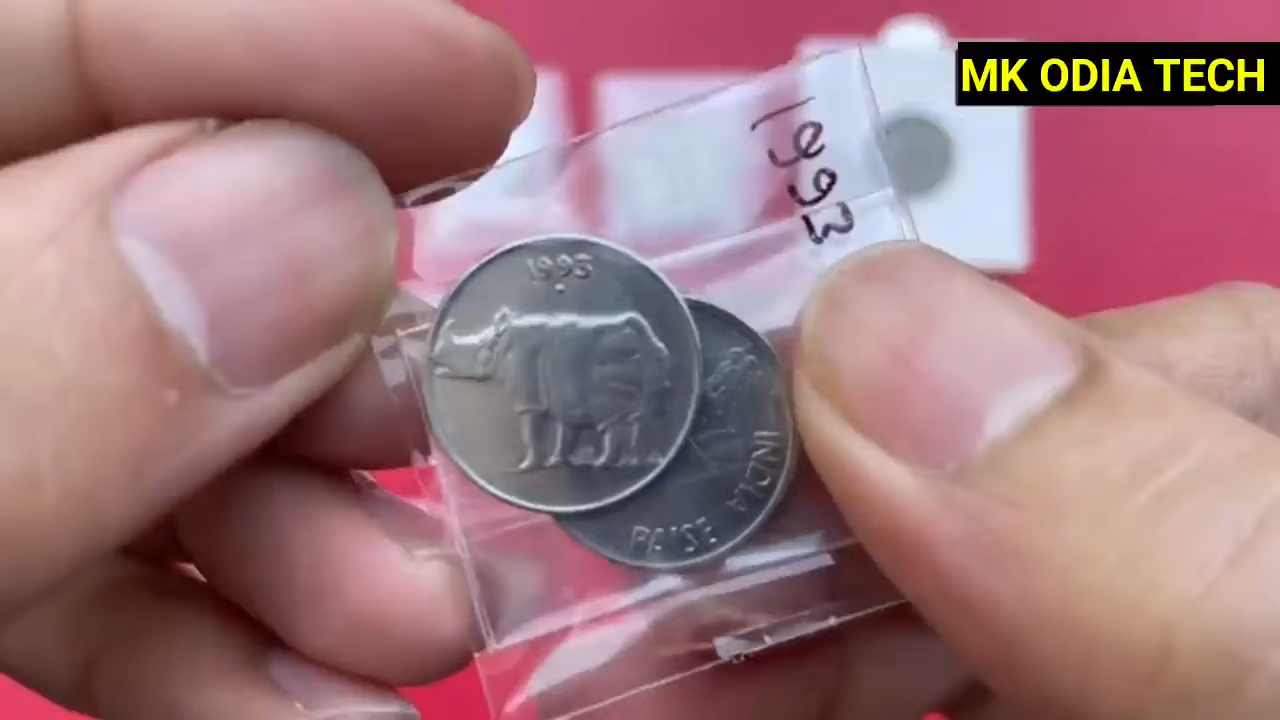 MK ODIA TECH
1993
1993
INDIA
PAISE